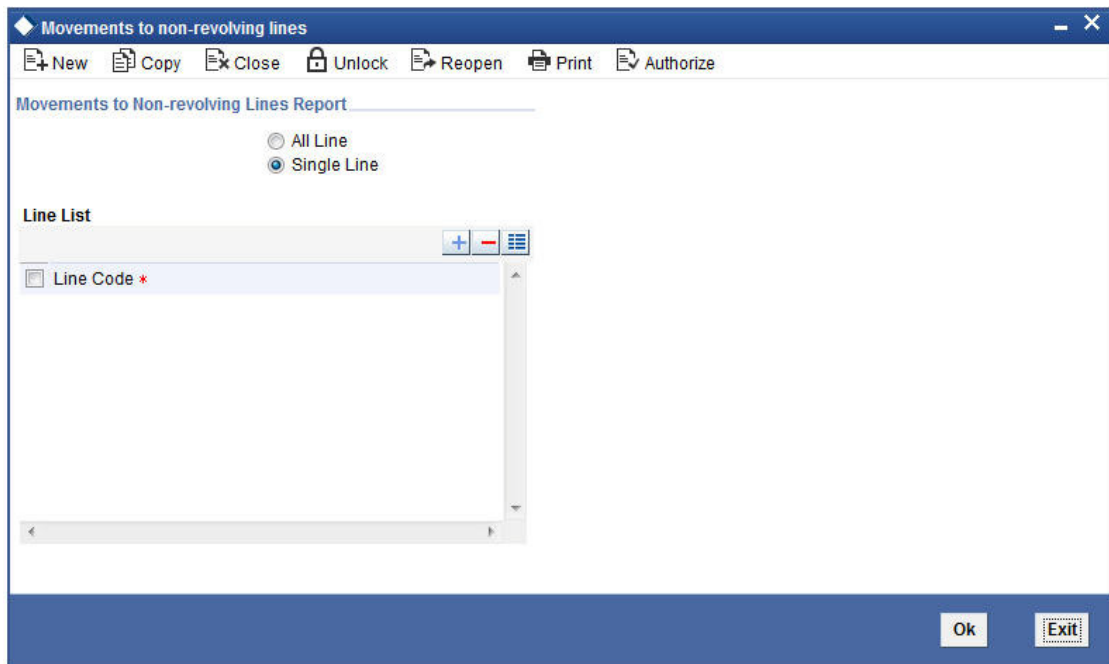 Movements to non-revolving lines
New Copy Close Unlock Reopen Print Authorize
Movements to Non-revolving Lines Report
All Line
Single Line
Line List
Line Code *
Ok Exit